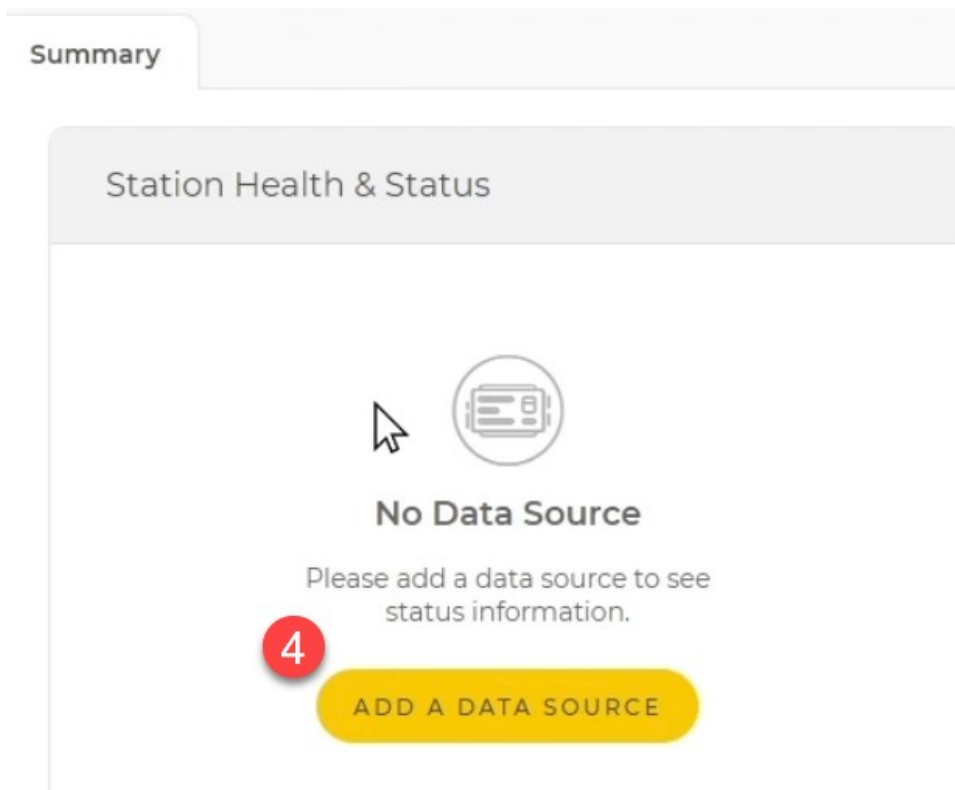 Summary
Station Health & Status
No Data Source
Please add a data source to see
status information.
4
ADD A DATA SOURCE